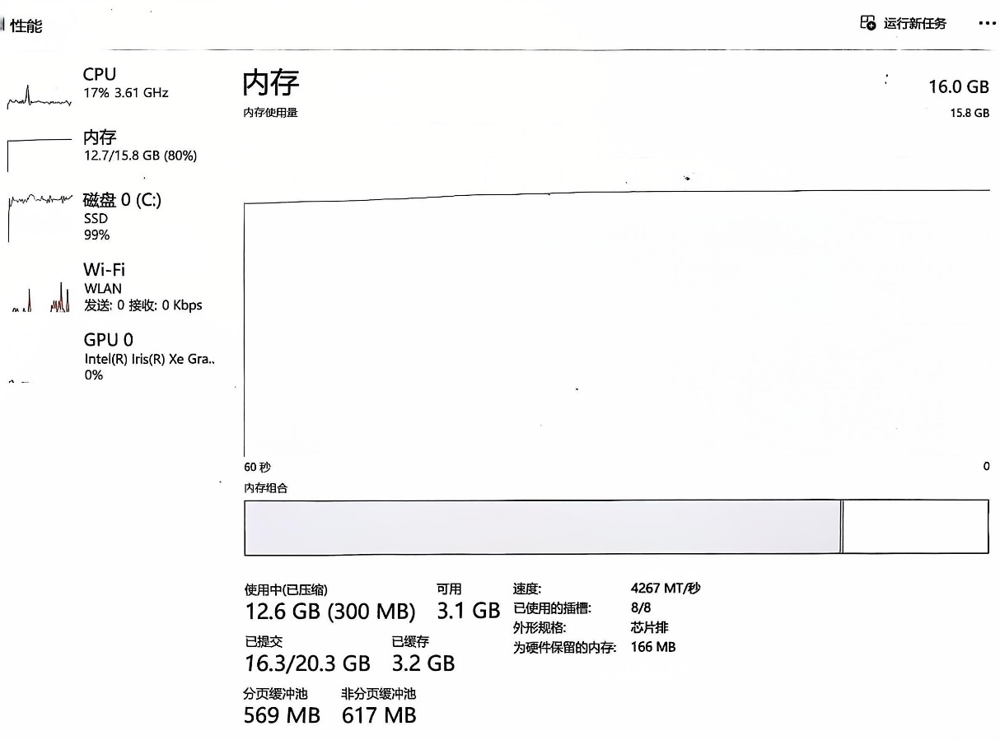 性能
运行新任务
CPU
17% 3.61 GHz
内存
12.7/15.8 GB (80%)
磁盘 0 (C:)
SSD
99%
Wi-Fi
WLAN
发送: 0 接收: 0 Kbps
GPU 0
Intel(R) Iris(R) Xe Gra..
0%
内存
16.0 GB
内存使用量
15.8 GB
60 秒
0
内存组合
使用中(已压缩)
12.6 GB (300 MB)
可用
3.1 GB
已提交
16.3/20.3 GB
已缓存
3.2 GB
分页缓冲池
569 MB
非分页缓冲池
617 MB
速度: 4267 MT/秒
已使用的插槽: 8/8
外形规格: 芯片排
为硬件保留的内存: 166 MB